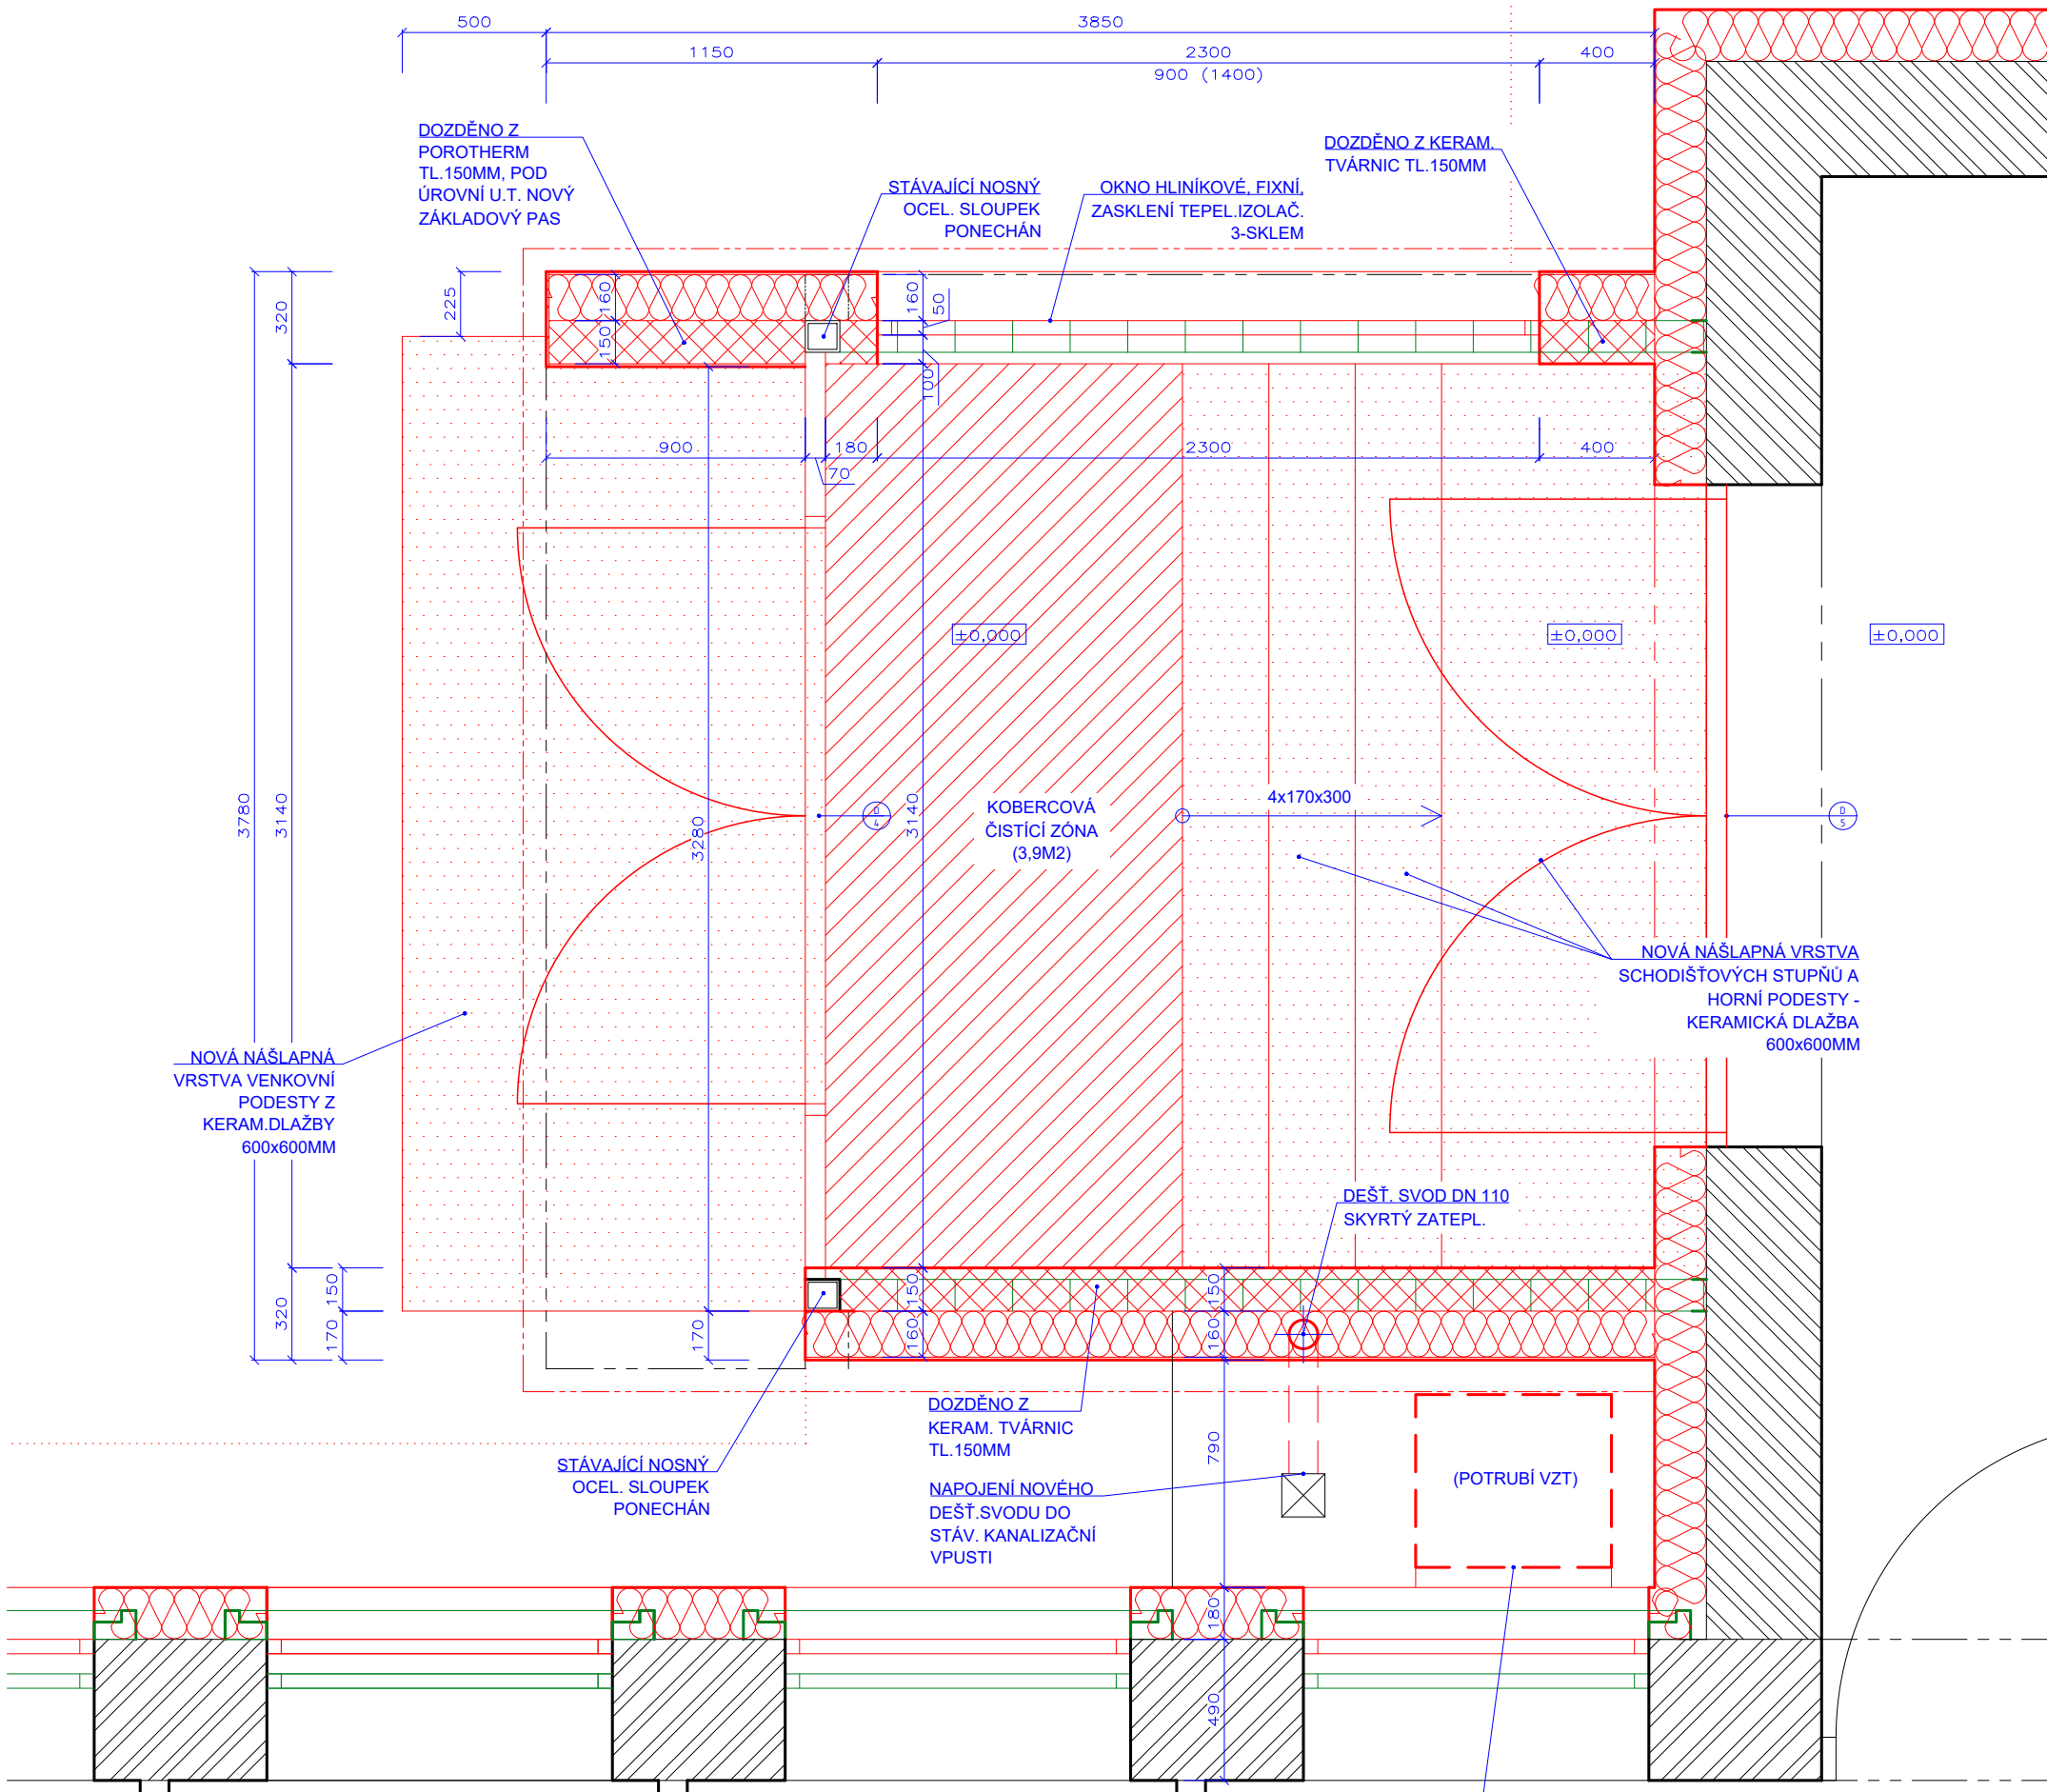 500
3850
1150
2300
400
900 (1400)
DOZDĚNO Z
POROTHERM
TL.150MM, POD
ÚROVNÍ U.T. NOVÝ
ZÁKLADOVÝ PAS
STÁVAJÍCÍ NOSNÝ
OCEL. SLOUPEK
PONECHÁN
OKNO HLINÍKOVÉ, FIXNÍ,
ZASKLENÍ TEPEL.IZOLAČ.
3-SKLEM
DOZDĚNO Z KERAM.
TVÁRNIC TL.150MM
320
225
160
150
160
50
100
900
180
2300
400
70
±0,000
±0,000
±0,000
3780
3140
3280
3140
D
4
KOBERCOVÁ
ČISTÍCÍ ZÓNA
(3,9M2)
4x170x300
D
5
NOVÁ NÁŠLAPNÁ VRSTVA
SCHODIŠŤOVÝCH STUPŇŮ A
HORNÍ PODESTY -
KERAMICKÁ DLAŽBA
600x600MM
NOVÁ NÁŠLAPNÁ
VRSTVA VENKOVNÍ
PODESTY Z
KERAM.DLAŽBY
600x600MM
DEŠŤ. SVOD DN 110
SKYRTÝ ZATEPL.
320
150
170
170
150
160
150
160
DOZDĚNO Z
KERAM. TVÁRNIC
TL.150MM
790
STÁVAJÍCÍ NOSNÝ
OCEL. SLOUPEK
PONECHÁN
NAPOJENÍ NOVÉHO
DEŠŤ.SVODU DO
STÁV. KANALIZAČNÍ
VPUSTI
(POTRUBÍ VZT)
180
490